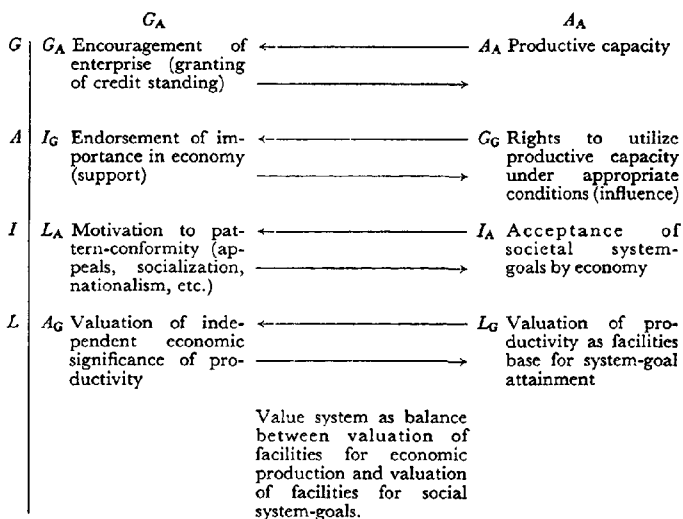 G_A A_A
G G_A Encouragement of A_A Productive capacity
enterprise (granting
of credit standing)
A I_G Endorsement of im- G_G Rights to utilize
portance in economy productive capacity
(support) under appropriate
conditions (influence)
I L_A Motivation to pat- I_A Acceptance of
tern-conformity (ap- societal system-
peals, socialization, goals by economy
nationalism, etc.)
L A_G Valuation of inde- L_G Valuation of pro-
pendent economic ductivity as facilities
significance of pro- base for system-goal
ductivity attainment
Value system as balance
between valuation of
facilities for economic
production and valuation
of facilities for social
system-goals.